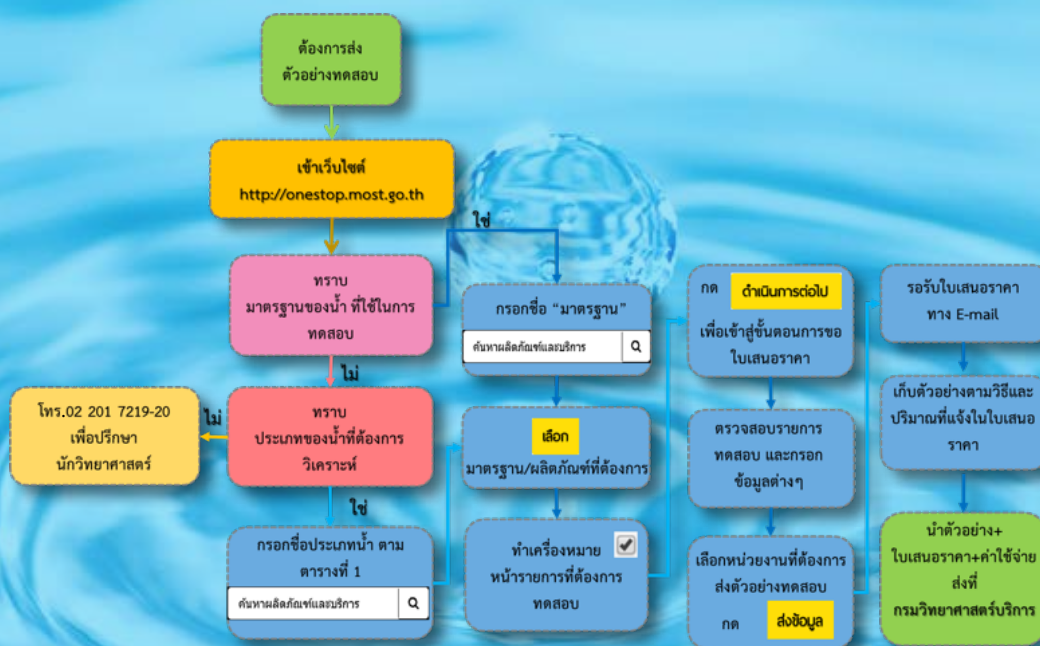 ต้องการส่ง
ตัวอย่างทดสอบ
เข้าเว็บไซต์
http://onestop.most.go.th
ทราบ
มาตรฐานของน้ำ ที่ใช้ในการ
ทดสอบ
ใช่
ไม่
ทราบ
ประเภทของน้ำที่ต้องการ
วิเคราะห์
ไม่
โทร.02 201 7219-20
เพื่อปรึกษา
นักวิทยาศาสตร์
ใช่
กรอกชื่อประเภทน้ำ ตาม
ตารางที่ 1
ค้นหาผลิตภัณฑ์และบริการ
กรอกชื่อ “มาตรฐาน”
ค้นหาผลิตภัณฑ์และบริการ
เลือก
มาตรฐาน/ผลิตภัณฑ์ที่ต้องการ
ทำเครื่องหมาย
หน้ารายการที่ต้องการ
ทดสอบ
กด ดำเนินการต่อไป
เพื่อเข้าสู่ขั้นตอนการขอ
ใบเสนอราคา
ตรวจสอบรายการ
ทดสอบ และกรอก
ข้อมูลต่างๆ
เลือกหน่วยงานที่ต้องการ
ส่งตัวอย่างทดสอบ
กด ส่งข้อมูล
รอรับใบเสนอราคา
ทาง E-mail
เก็บตัวอย่างตามวิธีและ
ปริมาณที่แจ้งในใบเสนอ
ราคา
นำตัวอย่าง+
ใบเสนอราคา+ค่าใช้จ่าย
ส่งที่
กรมวิทยาศาสตร์บริการ